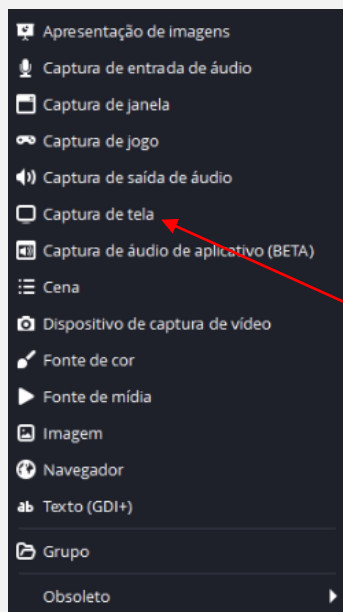 Apresentação de imagens
Captura de entrada de áudio
Captura de janela
Captura de jogo
Captura de saída de áudio
Captura de tela
Captura de áudio de aplicativo (BETA)
Cena
Dispositivo de captura de vídeo
Fonte de cor
Fonte de mídia
Imagem
Navegador
ab Texto (GDI+)
Grupo
Obsoleto